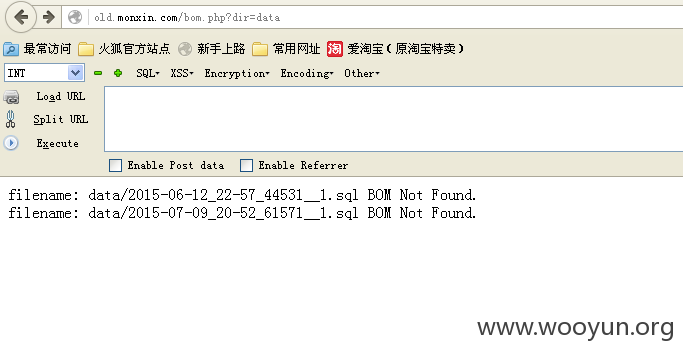 old.monxin.com/bom.php?dir=data
最常访问 火狐官方站点 新手上路 常用网址 淘 爱淘宝（原淘宝特卖）
INT SQL▾ XSS▾ Encryption▾ Encoding▾ Other▾
Load URL
Split URL
Execute
Enable Post data Enable Referrer
filename: data/2015-06-12_22-57_44531__1.sql BOM Not Found.
filename: data/2015-07-09_20-52_61571__1.sql BOM Not Found.
www.wooyun.org